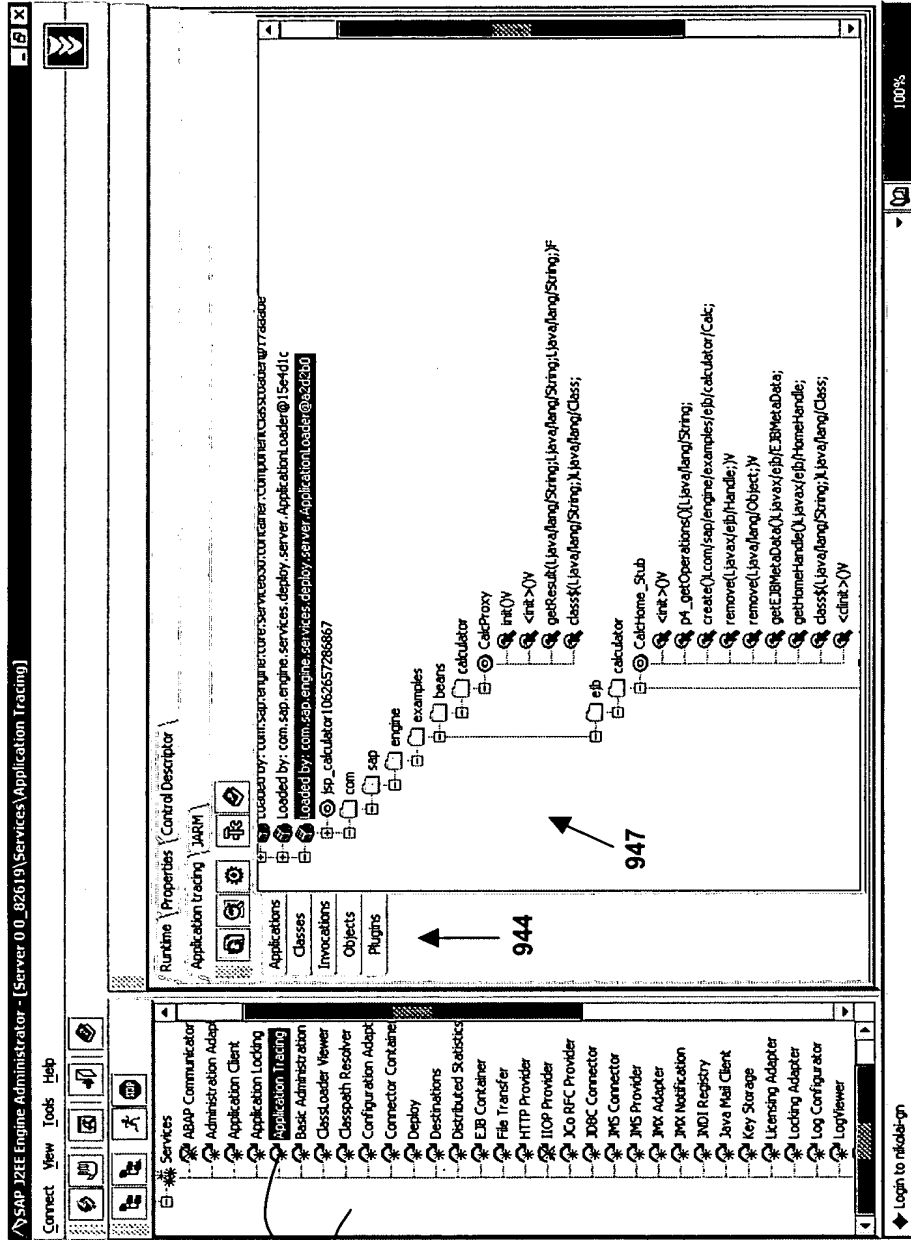 SAP J2EE Engine Administrator - [Server 0 0_82619\Services\Application Tracing]
Connect View Tools Help
Services
ABAP Communicator
Administration Adapt
Application Client
Application Locking
Application Tracing
Basic Administration
ClassLoader Viewer
Classpath Resolver
Configuration Adapt
Connector Container
Deploy
Destinations
Distributed Statistics
EJB Container
File Transfer
HTTP Provider
IIOP Provider
JCo RFC Provider
JDBC Connector
JMS Connector
JMS Provider
JMX Adapter
JMX Notification
JNDI Registry
Java Mail Client
Key Storage
Licensing Adapter
Locking Adapter
Log Configurator
LogViewer
Runtime Properties Control Descriptor
Application tracing JARM
Applications
Classes
Invocations
Objects
Plugins
944
Loaded by: com.sap.engine.services.deploy.server.ApplicationLoader@15e4d1c
Loaded by: com.sap.engine.services.deploy.server.ApplicationLoader@a2d2b0
jsp_calculator1062657286867
com
sap
engine
examples
beans
calculator
CalcProxy
init()V
<init>()V
getResult(Ljava/lang/String;Ljava/lang/String;Ljava/lang/String;)F
class$(Ljava/lang/String;)Ljava/lang/Class;
ejb
calculator
CalcHome_Stub
<init>()V
p4_getOperations()[Ljava/lang/String;
create()Lcom/sap/engine/examples/ejb/calculator/Calc;
remove(Ljavax/ejb/Handle;)V
remove(Ljava/lang/Object;)V
getEJBMetaData()Ljavax/ejb/EJBMetaData;
getHomeHandle()Ljavax/ejb/HomeHandle;
class$(Ljava/lang/String;)Ljava/lang/Class;
<clinit>()V
947
Login to nikolai-gn
100%